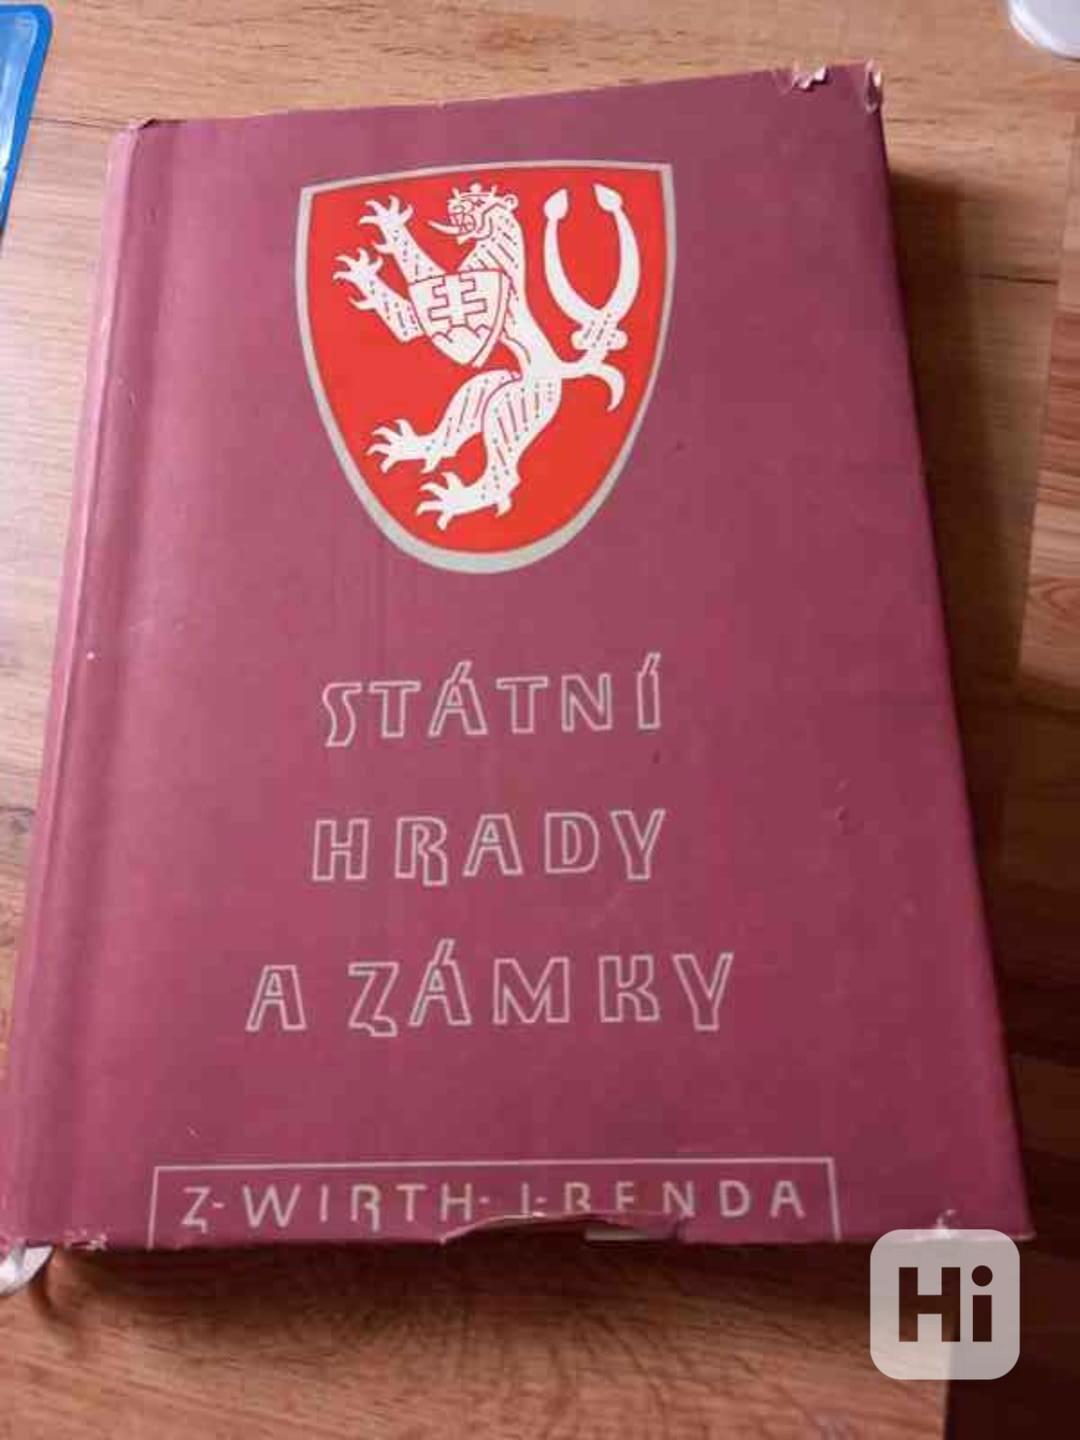 STÁTNÍ
HRADY
A ZÁMKY
Z-WIRTH-J-BENDA
Hi